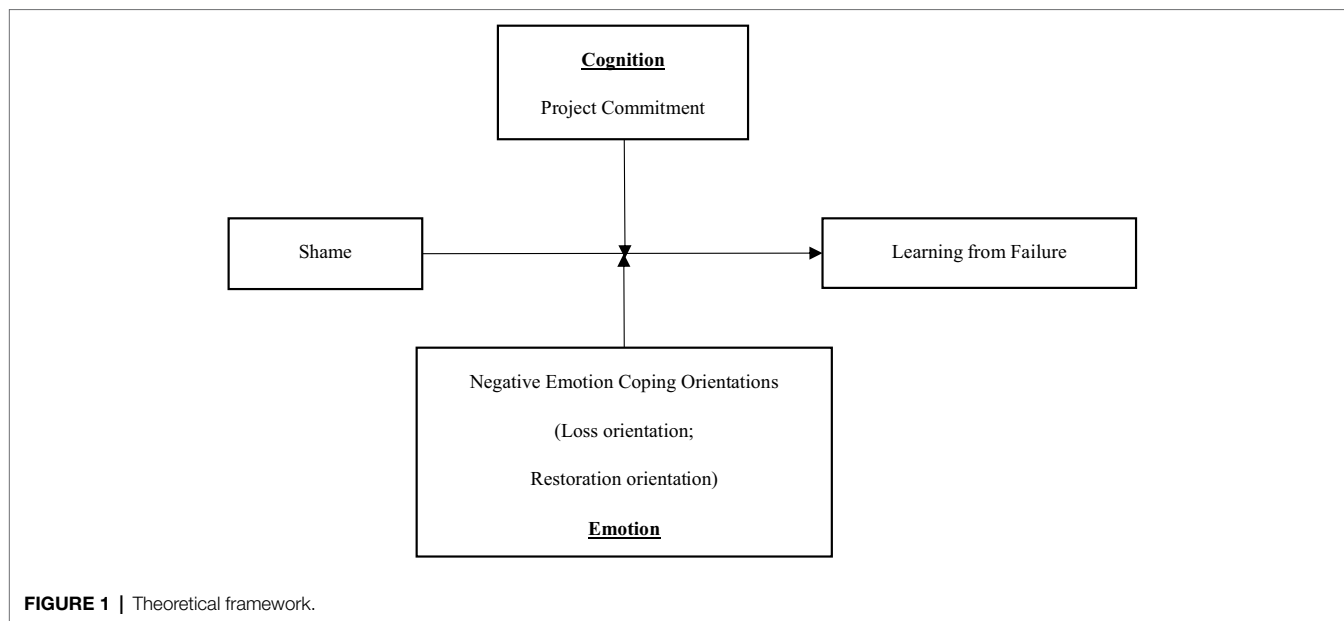 Cognition
Project Commitment
Shame
Learning from Failure
Negative Emotion Coping Orientations
(Loss orientation;
Restoration orientation)
Emotion
FIGURE 1 | Theoretical framework.